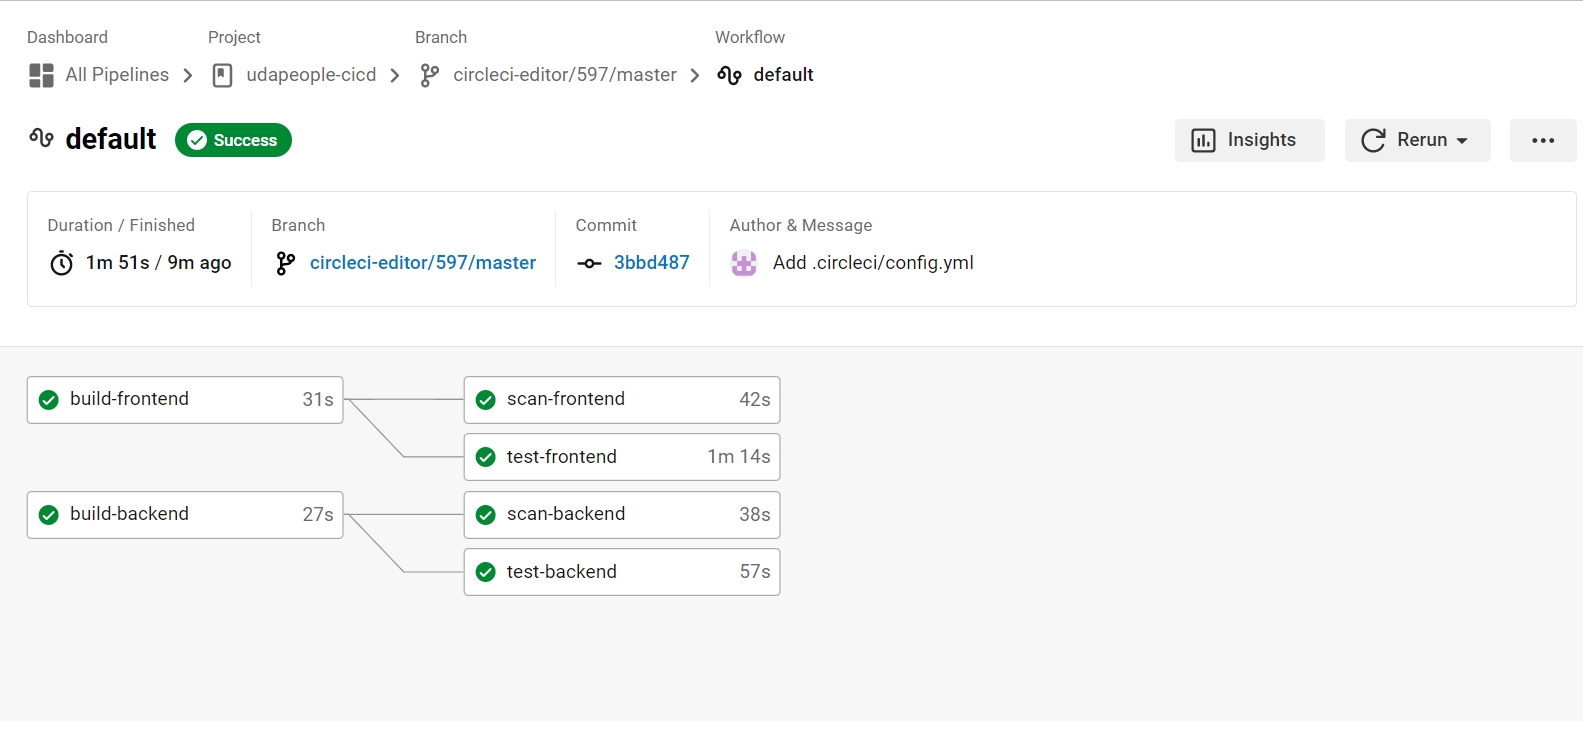 Dashboard Project Branch Workflow
All Pipelines udapeople-cicd circleci-editor/597/master default
default Success Insights Rerun
Duration / Finished Branch Commit Author & Message
1m 51s / 9m ago circleci-editor/597/master 3bbd487 Add .circleci/config.yml
build-frontend 31s scan-frontend 42s
test-frontend 1m 14s
build-backend 27s scan-backend 38s
test-backend 57s